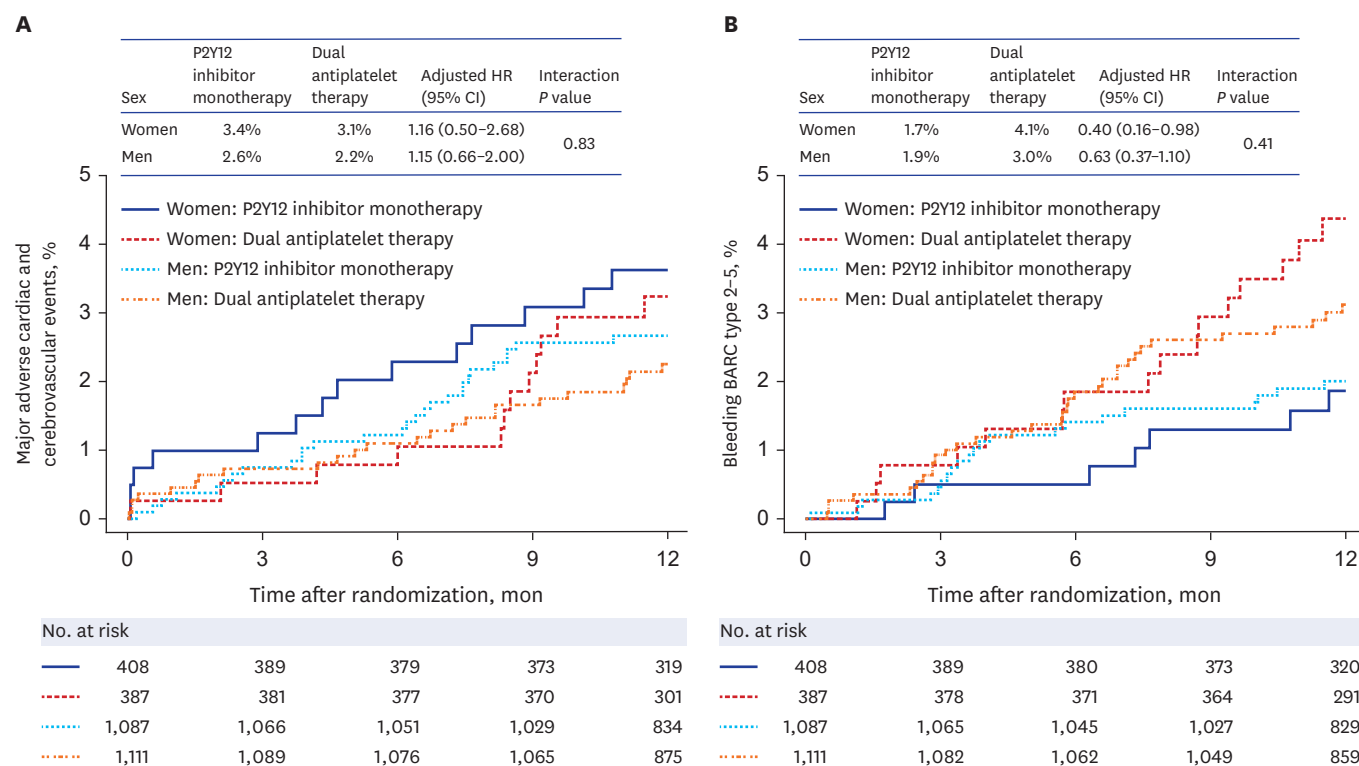 A
P2Y12 inhibitor monotherapy
Dual antiplatelet therapy
Adjusted HR (95% CI)
Interaction P value
Sex
Women 3.4% 3.1% 1.16 (0.50–2.68)
0.83
Men 2.6% 2.2% 1.15 (0.66–2.00)
5
4
3
2
1
0
Major adverse cardiac and
cerebrovascular events, %
Women: P2Y12 inhibitor monotherapy
Women: Dual antiplatelet therapy
Men: P2Y12 inhibitor monotherapy
Men: Dual antiplatelet therapy
0 3 6 9 12
Time after randomization, mon
No. at risk
408 389 379 373 319
387 381 377 370 301
1,087 1,066 1,051 1,029 834
1,111 1,089 1,076 1,065 875
B
P2Y12 inhibitor monotherapy
Dual antiplatelet therapy
Adjusted HR (95% CI)
Interaction P value
Sex
Women 1.7% 4.1% 0.40 (0.16–0.98)
0.41
Men 1.9% 3.0% 0.63 (0.37–1.10)
5
4
3
2
1
0
Bleeding BARC type 2–5, %
Women: P2Y12 inhibitor monotherapy
Women: Dual antiplatelet therapy
Men: P2Y12 inhibitor monotherapy
Men: Dual antiplatelet therapy
0 3 6 9 12
Time after randomization, mon
No. at risk
408 389 380 373 320
387 378 371 364 291
1,087 1,065 1,045 1,027 829
1,111 1,082 1,062 1,049 859